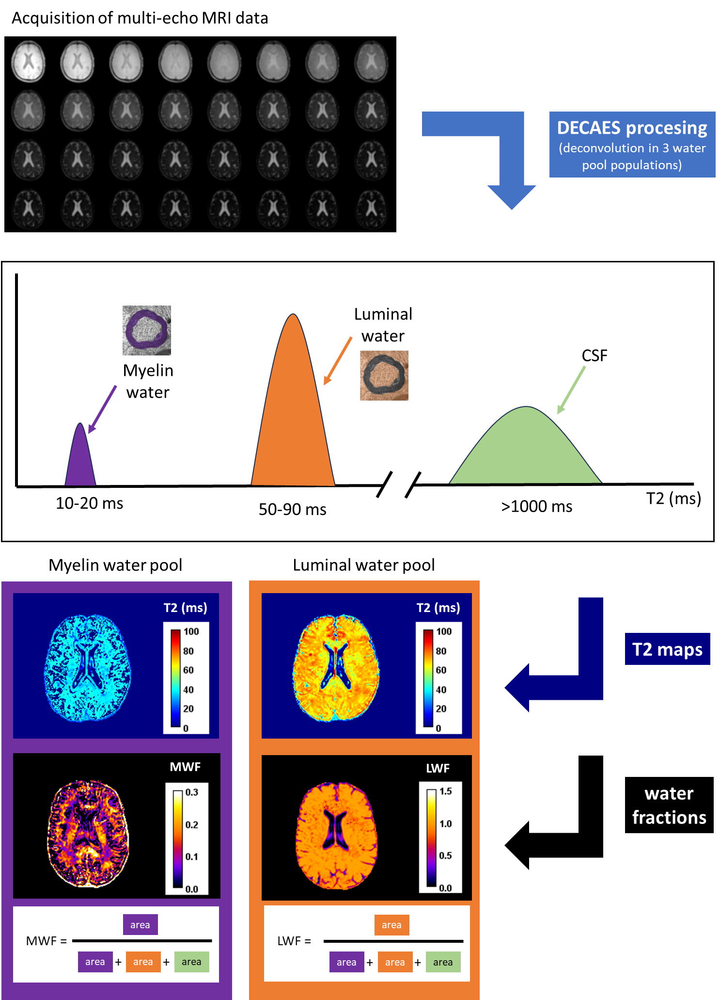 Acquisition of multi-echo MRI data
DECAES procesing
(deconvolution in 3 water
pool populations)
Luminal
water
CSF
Myelin
water
10-20 ms
50-90 ms
>1000 ms
T2 (ms)
Myelin water pool
Luminal water pool
T2 (ms)
100
80
60
40
20
0
T2 (ms)
100
80
60
40
20
0
T2 maps
MWF
0.3
0.2
0.1
0.0
LWF
1.5
1.0
0.5
0.0
water
fractions
area
MWF =
area + area + area
area
LWF =
area + area + area